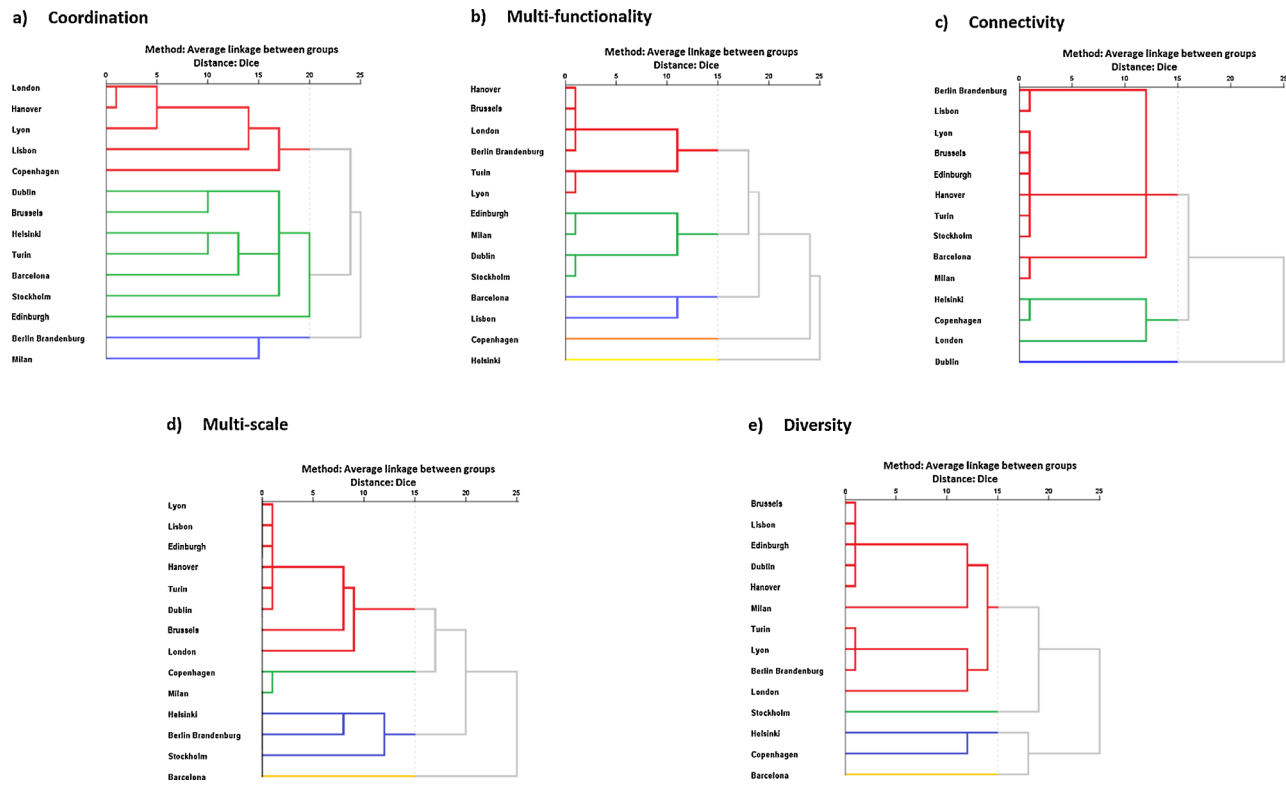 a) Coordination
Method: Average linkage between groups
Distance: Dice
0 5 10 15 20 25
London
Hanover
Lyon
Lisbon
Copenhagen
Dublin
Brussels
Helsinki
Turin
Barcelona
Stockholm
Edinburgh
Berlin Brandenburg
Milan
b) Multi-functionality
Method: Average linkage between groups
Distance: Dice
0 5 10 15 20 25
Hanover
Brussels
London
Berlin Brandenburg
Turin
Lyon
Edinburgh
Milan
Dublin
Stockholm
Barcelona
Lisbon
Copenhagen
Helsinki
c) Connectivity
Method: Average linkage between groups
Distance: Dice
0 5 10 15 20 25
Berlin Brandenburg
Lisbon
Lyon
Brussels
Edinburgh
Hanover
Turin
Stockholm
Barcelona
Milan
Helsinki
Copenhagen
London
Dublin
d) Multi-scale
Method: Average linkage between groups
Distance: Dice
0 5 10 15 20 25
Lyon
Lisbon
Edinburgh
Hanover
Turin
Dublin
Brussels
London
Copenhagen
Milan
Helsinki
Berlin Brandenburg
Stockholm
Barcelona
e) Diversity
Method: Average linkage between groups
Distance: Dice
0 5 10 15 20 25
Brussels
Lisbon
Edinburgh
Dublin
Hanover
Milan
Turin
Lyon
Berlin Brandenburg
London
Stockholm
Helsinki
Copenhagen
Barcelona